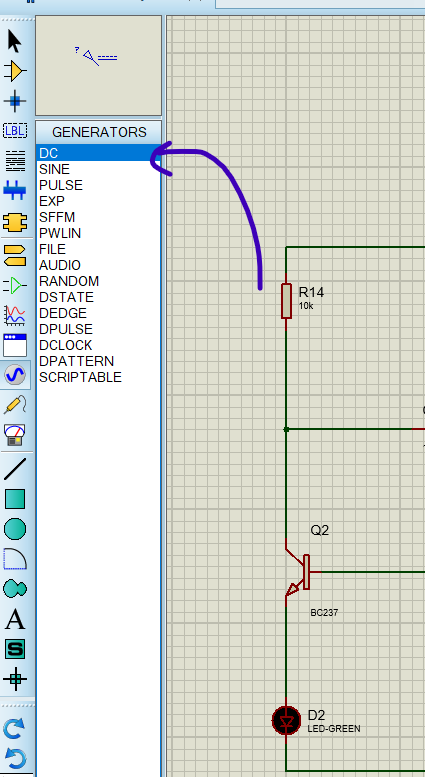 ?
LBL
GENERATORS
DC
SINE
PULSE
EXP
SFFM
PWLIN
FILE
AUDIO
RANDOM
DSTATE
DEDGE
DPULSE
DCLOCK
DPATTERN
SCRIPTABLE
A
S
R14
10k
Q2
BC237
D2
LED-GREEN